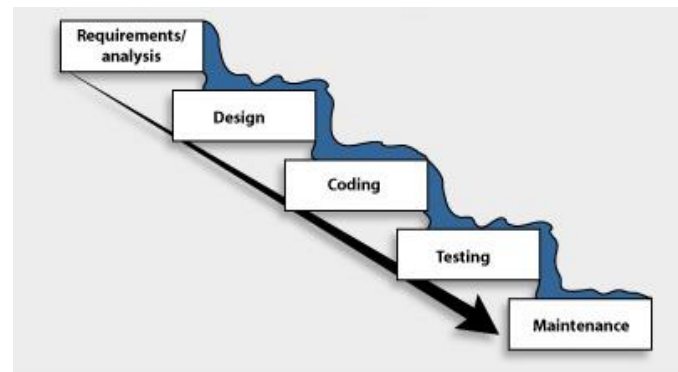 Requirements/
analysis
Design
Coding
Testing
Maintenance